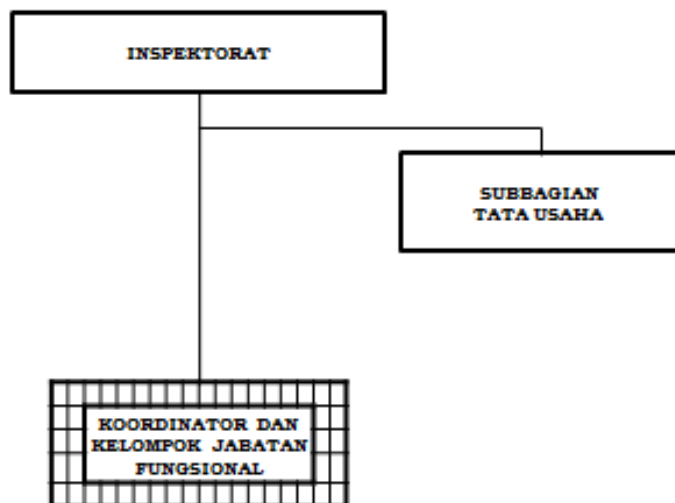 INSPEKTORAT
SUBBAGIAN
TATA USAHA
KOORDINATOR DAN
KELOMPOK JABATAN
FUNGSIONAL